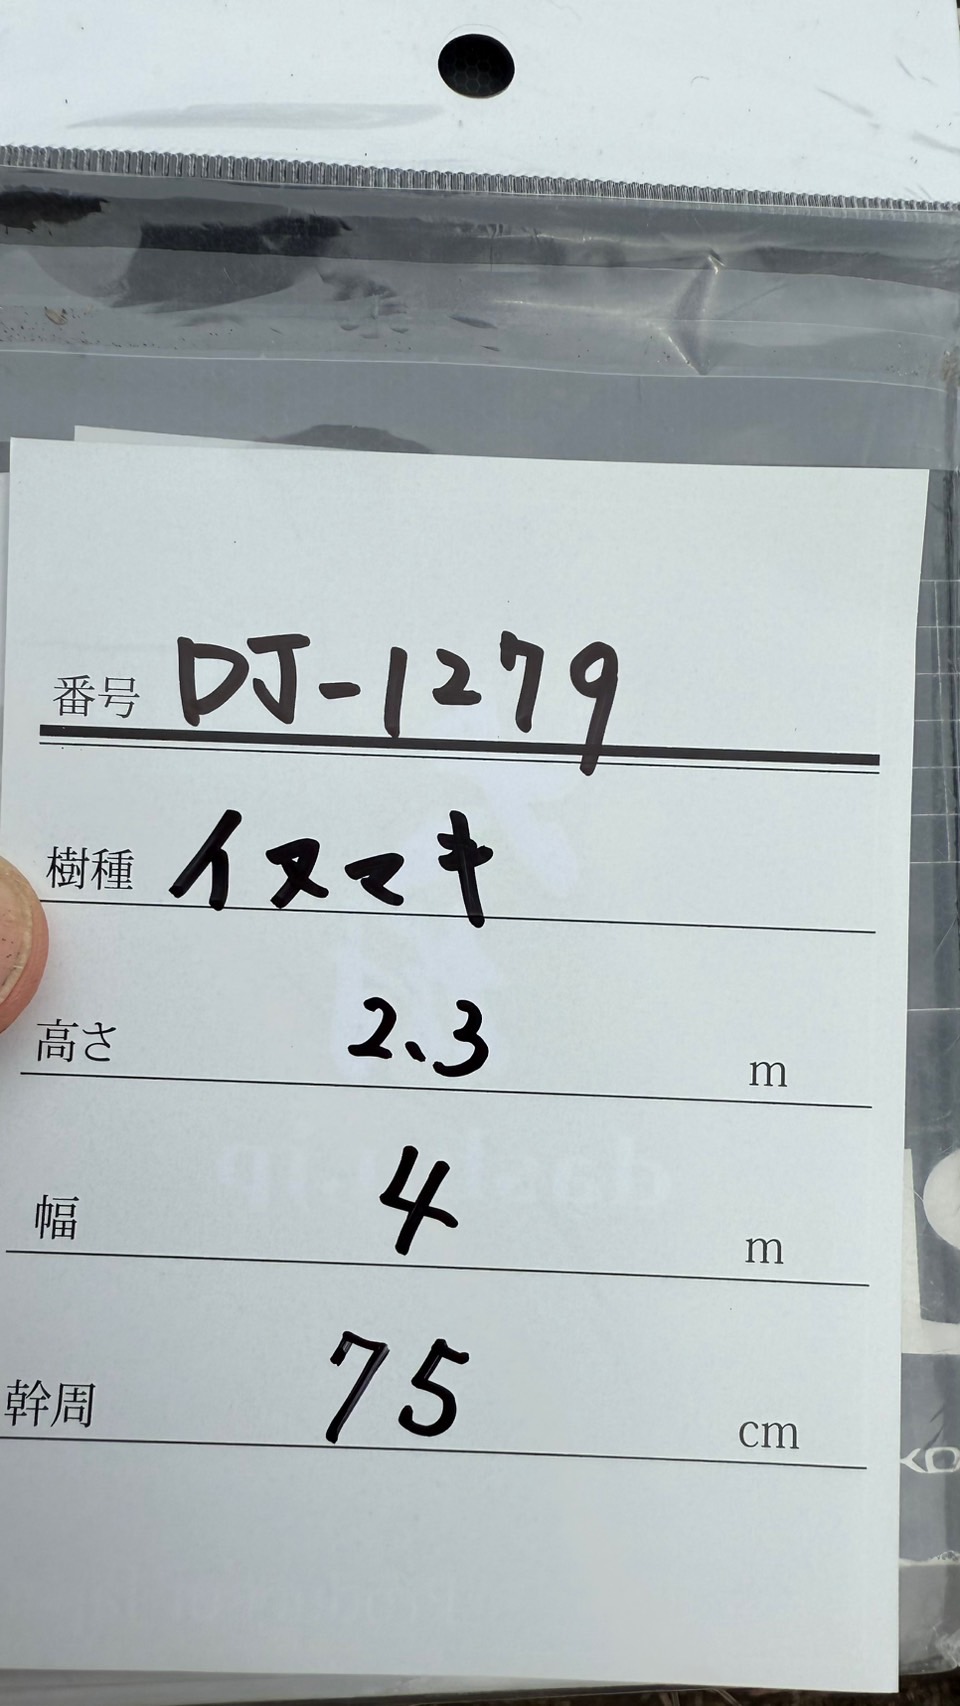 番号 DJ-1279
樹種 イヌマキ
高さ 2.3 m
幅 4 m
幹周 75 cm